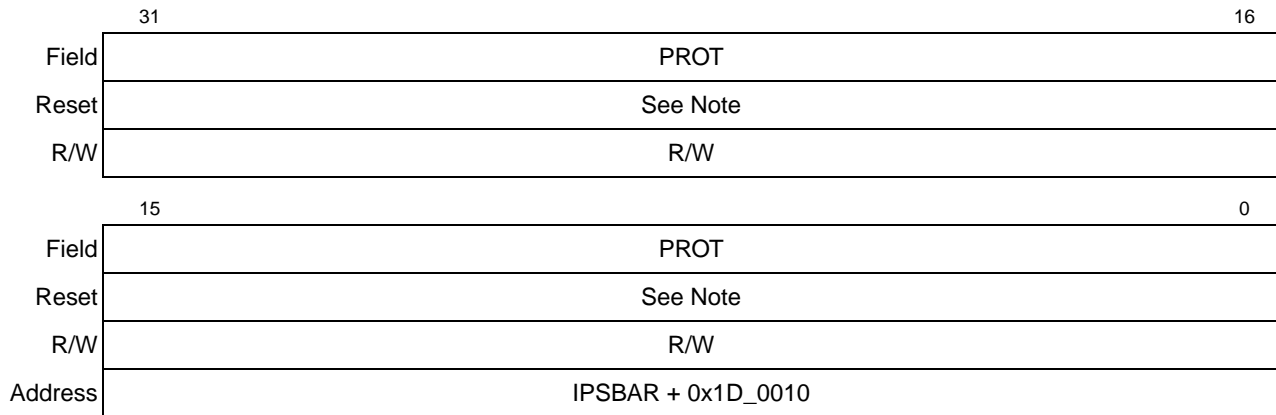 31 16
Field PROT
Reset See Note
R/W R/W
15 0
Field PROT
Reset See Note
R/W R/W
Address IPSBAR + 0x1D_0010